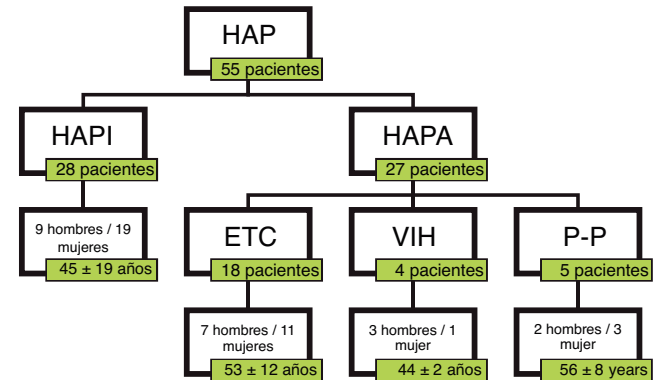 HAP
55 pacientes
HAPI
28 pacientes
HAPA
27 pacientes
9 hombres / 19
mujeres
45 ± 19 años
ETC
18 pacientes
VIH
4 pacientes
P-P
5 pacientes
7 hombres / 11
mujeres
53 ± 12 años
3 hombres / 1
mujer
44 ± 2 años
2 hombres / 3
mujer
56 ± 8 years